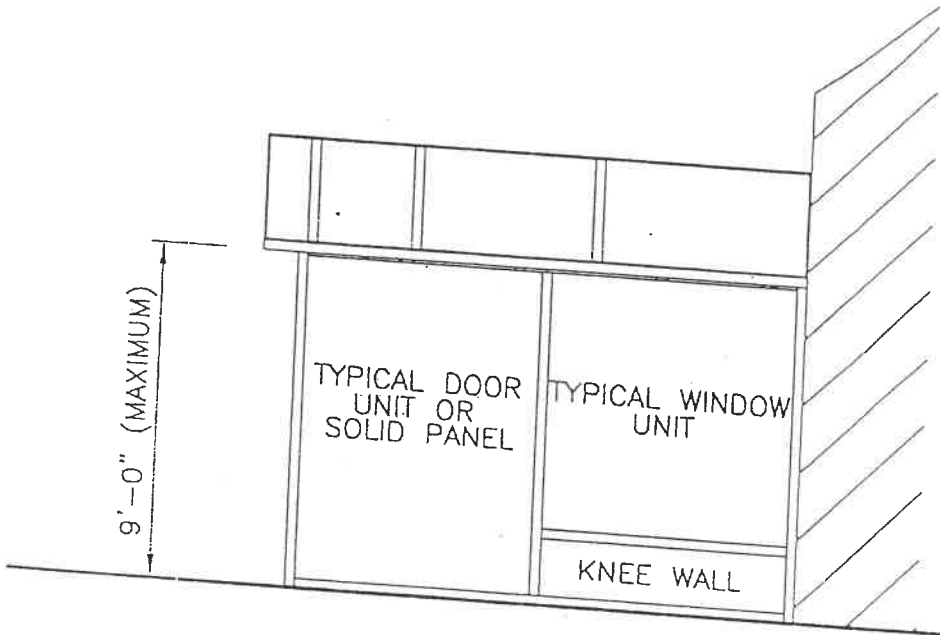 9'-0" (MAXIMUM)
TYPICAL DOOR
UNIT OR
SOLID PANEL
TYPICAL WINDOW
UNIT
KNEE WALL